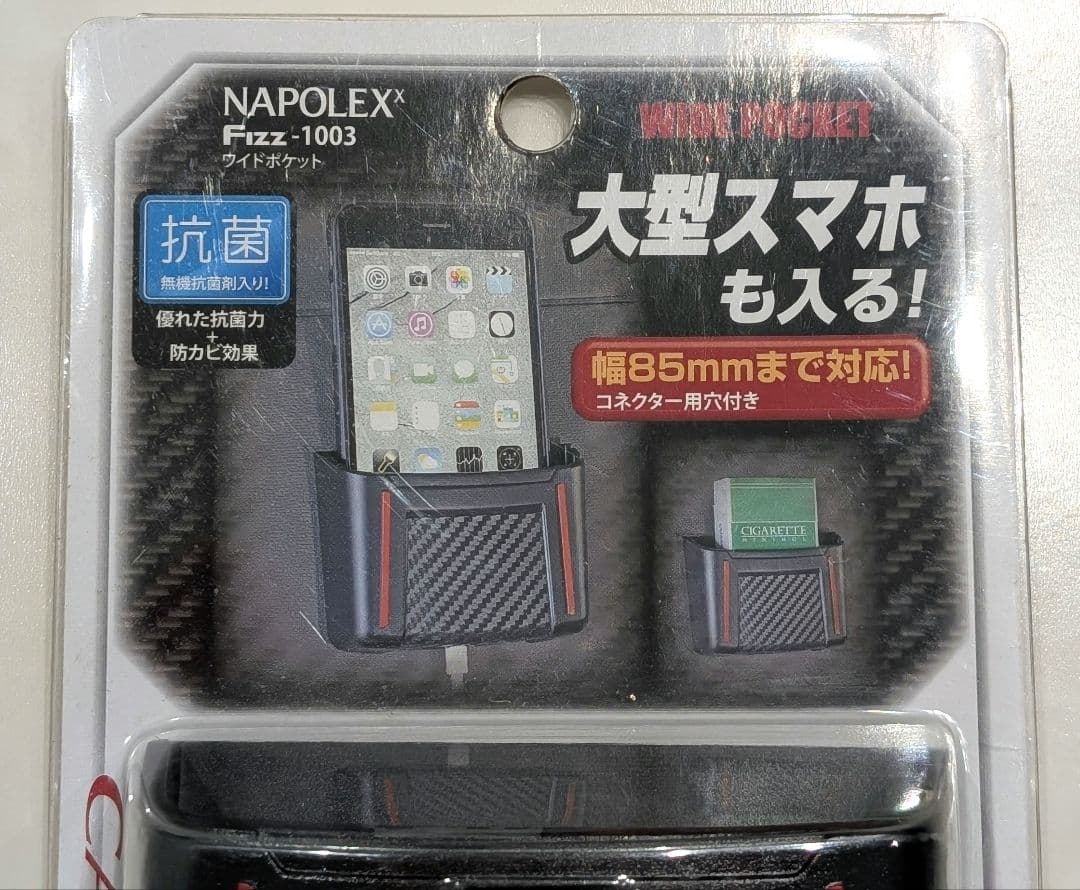 NAPOLEX
Fizz-1003
ワイドポケット
WIDE POCKET
抗菌
無機抗菌剤入り!
優れた抗菌力
+
防カビ効果
大型スマホ
も入る!
幅85mmまで対応!
コネクター用穴付き
CIGARETTE
MENTHOL
CA